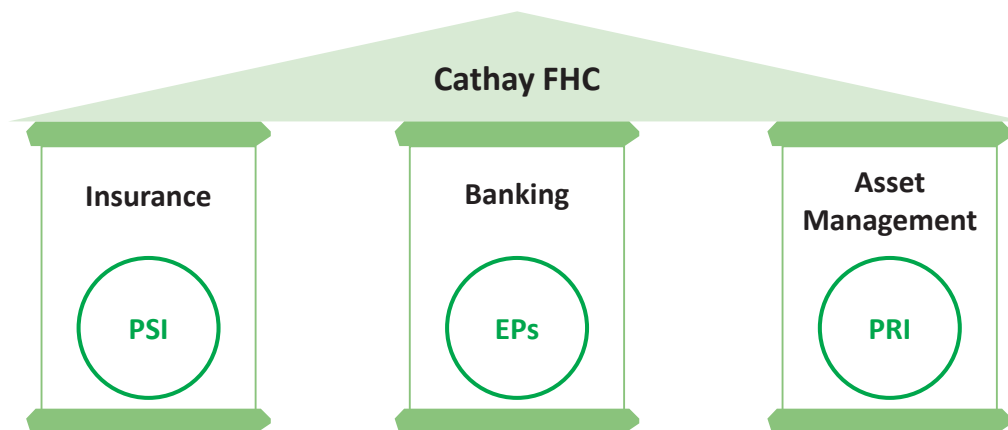 Cathay FHC
Insurance
Banking
Asset
Management
PSI
EPs
PRI